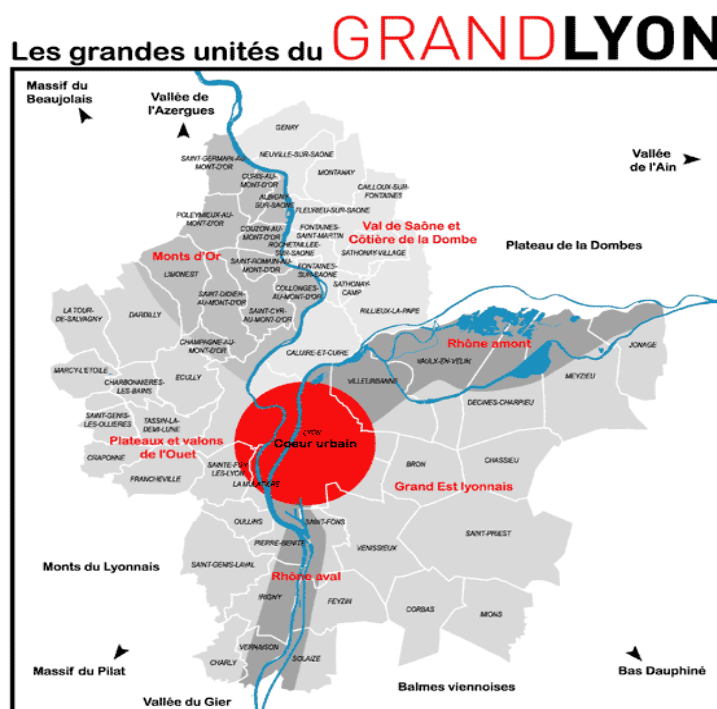 Les grandes unités du GRANDLYON
Massif du
Beaujolais
Vallée de
l'Azergues
Vallée
de l'Ain
GENAY
NEUVILLE-SUR-SAONE
MONTANAY
SAINT-GERMAIN-AU-
MONT-D'OR
CURIS-AU-
MONT-D'OR
ALBIGNY-
SUR-SAONE
CAILLOUX-SUR-
FONTAINES
FLEURIEU-SUR-SAONE
POLEYMIEUX-AU-
MONT-D'OR
COUZON-AU-
MONT-D'OR
FONTAINES-
SAINT-MARTIN
Val de Saône et
Côtière de la Dombe
ROCHETAILLEE-
SUR-SAONE
SATHONAY-VILLAGE
Plateau de la Dombes
Monts d'Or
SAINT-ROMAIN-AU-
MONT-D'OR
FONTAINES-
SUR-SAONE
LIMONEST
SATHONAY-
CAMP
COLLONGES-
AU-MONT-D'OR
SAINT-DIDIER-
AU-MONT-D'OR
SAINT-CYR-
AU-MONT-D'OR
RILLIEUX-LA-PAPE
LA TOUR-
DE-SALVAGNY
DARDILLY
CHAMPAGNE-AU-
MONT-D'OR
CALUIRE-ET-CUIRE
Rhône amont
JONAGE
VAULX-EN-VELIN
MEYZIEU
MARCY-L'ETOILE
CHARBONNIERES-
LES-BAINS
ECULLY
VILLEURBANNE
DECINES-CHARPIEU
SAINT-GENIS-
LES-OLLIERES
TASSIN-LA-
DEMI-LUNE
Plateaux et valons
de l'Ouet
LYON
Coeur urbain
CRAPONNE
SAINTE-FOY
LES-LYON
BRON
CHASSIEU
FRANCHEVILLE
LA MULATIERE
Grand Est lyonnais
OULLINS
SAINT-FONS
SAINT-PRIEST
PIERRE-BENITE
VENISSIEUX
Monts du Lyonnais
SAINT-GENIS-LAVAL
Rhône aval
IRIGNY
FEYZIN
CORBAS
MIONS
VERNAISON
CHARLY
SOLAIZE
Massif du Pilat
Bas Dauphiné
Balmes viennoises
Vallée du Gier